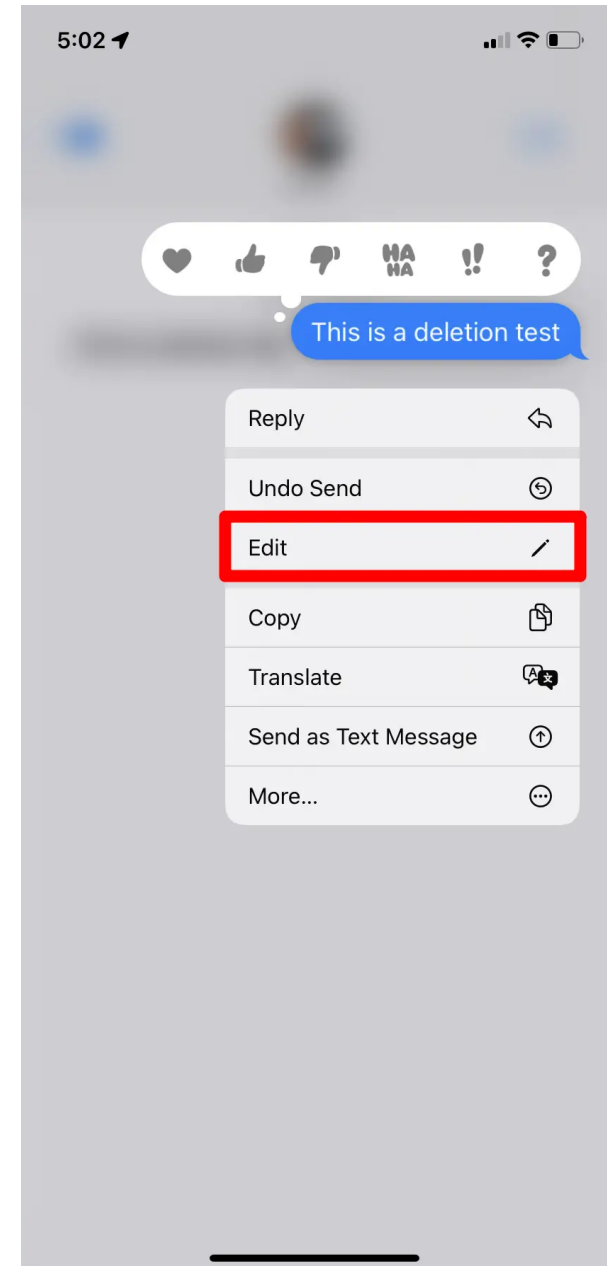 5:02
HA
HA
!!
?
This is a deletion test
Reply
Undo Send
Edit
Copy
Translate
Send as Text Message
More...